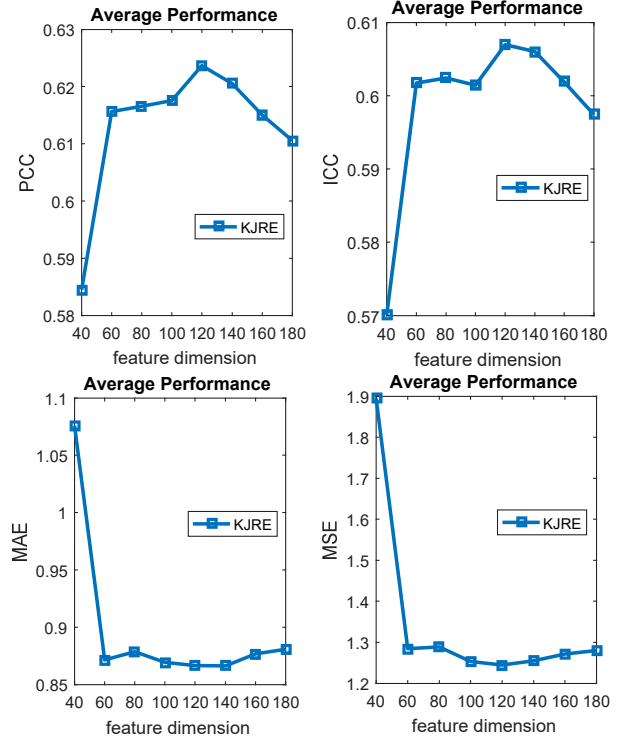 Average Performance
0.63
0.62
0.61
0.6
0.59
0.58
PCC
KJRE
40 60 80 100 120 140 160 180
feature dimension
Average Performance
0.61
0.6
0.59
0.58
0.57
ICC
KJRE
40 60 80 100 120 140 160 180
feature dimension
Average Performance
1.1
1.05
1
0.95
0.9
0.85
MAE
KJRE
40 60 80 100 120 140 160 180
feature dimension
Average Performance
1.9
1.8
1.7
1.6
1.5
1.4
1.3
1.2
MSE
KJRE
40 60 80 100 120 140 160 180
feature dimension